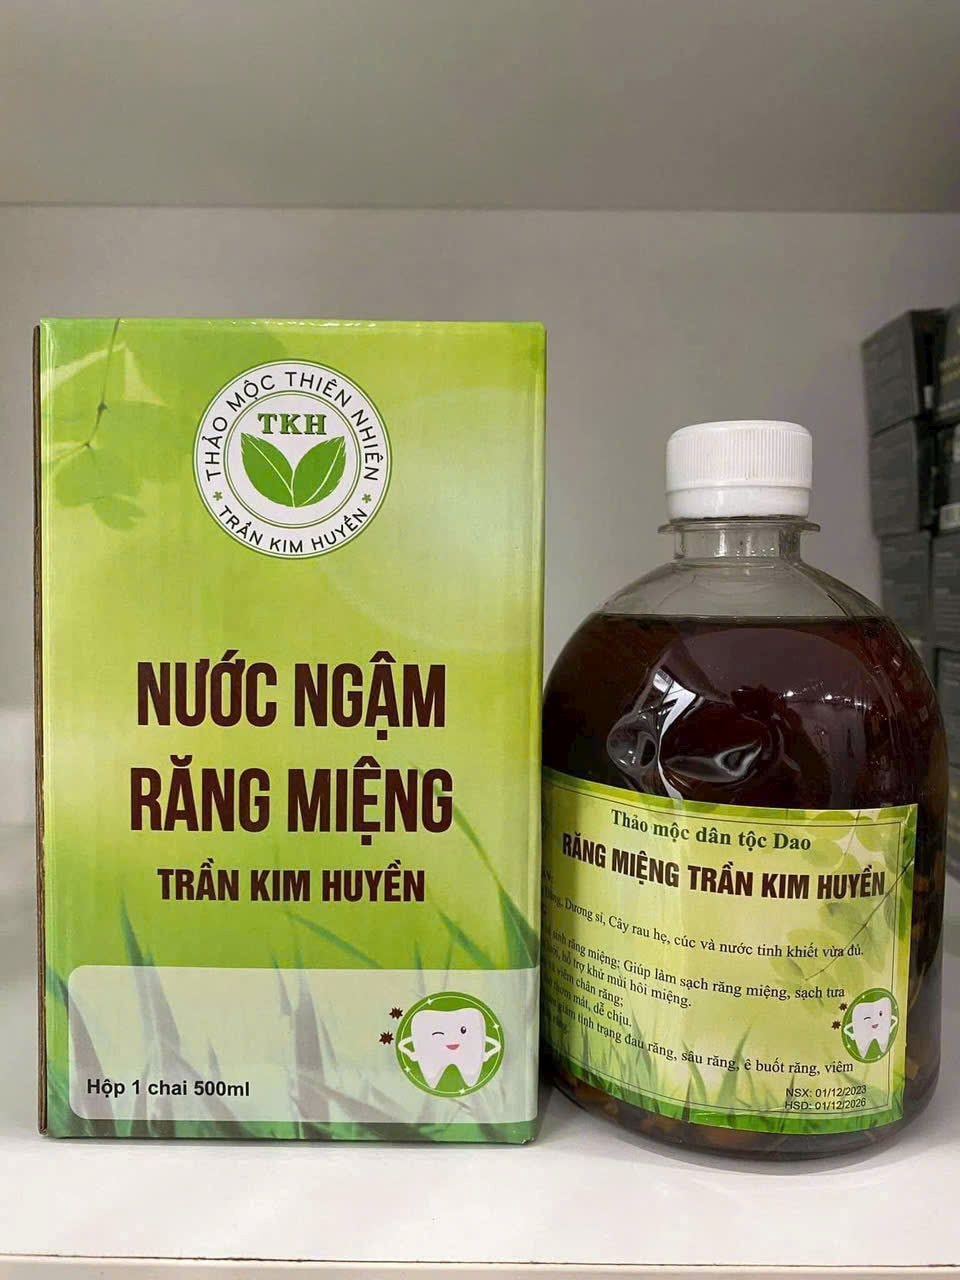 THẢO MỘC THIÊN NHIÊN
TKH
TRẦN KIM HUYỀN
NƯỚC NGẬM
RĂNG MIỆNG
TRẦN KIM HUYỀN
Hộp 1 chai 500ml
Thảo mộc dân tộc Dao
RĂNG MIỆNG TRẦN KIM HUYỀN
Dương sỉ, Cây rau hẹ, cúc và nước tinh khiết vừa đủ.
sinh răng miệng; Giúp làm sạch răng miệng, sạch tưa
hỗ trợ khử mùi hôi miệng.
viêm chân răng;
thơm mát, dễ chịu.
giảm tình trạng đau răng, sâu răng, ê buốt răng, viêm
NSX: 01/12/2023
HSD: 01/12/2026